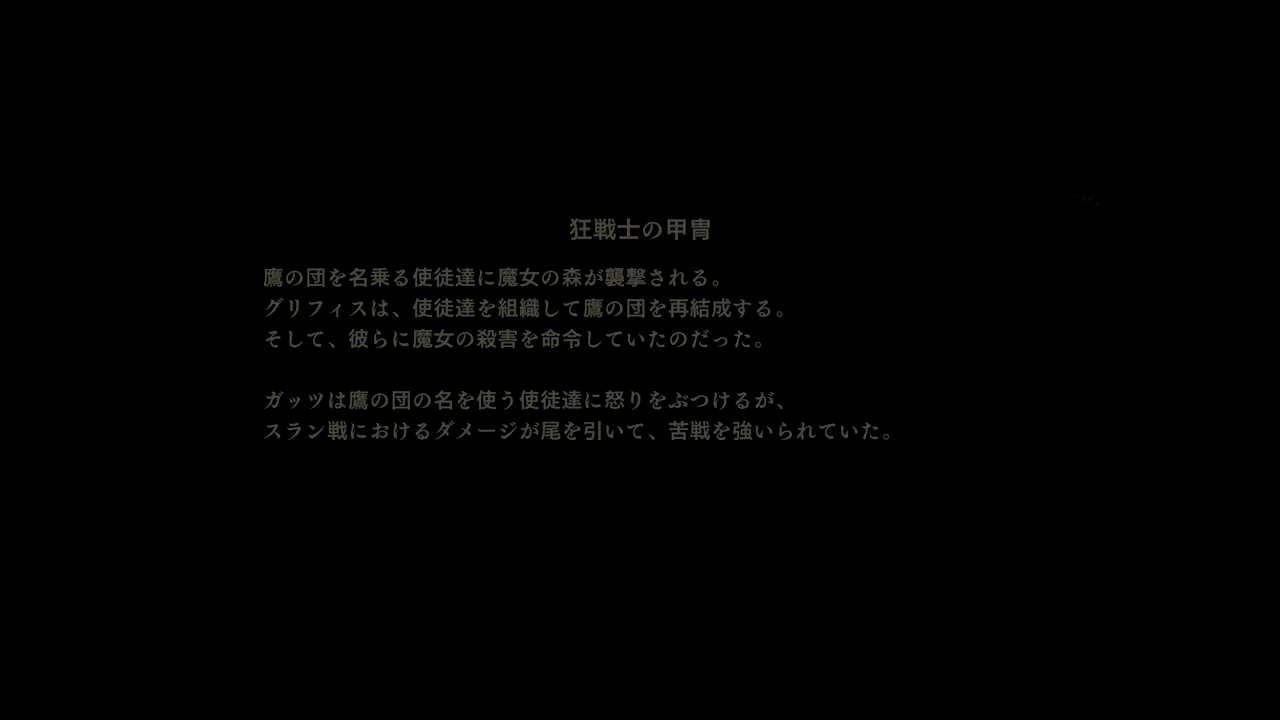 狂戦士の甲冑
鷹の団を名乗る使徒達に魔女の森が襲撃される。
グリフィスは、使徒達を組織して鷹の団を再結成する。
そして、彼らに魔女の殺害を命令していたのだった。
ガッツは鷹の団の名を使う使徒達に怒りをぶつけるが、
スラン戦におけるダメージが尾を引いて、苦戦を強いられていた。